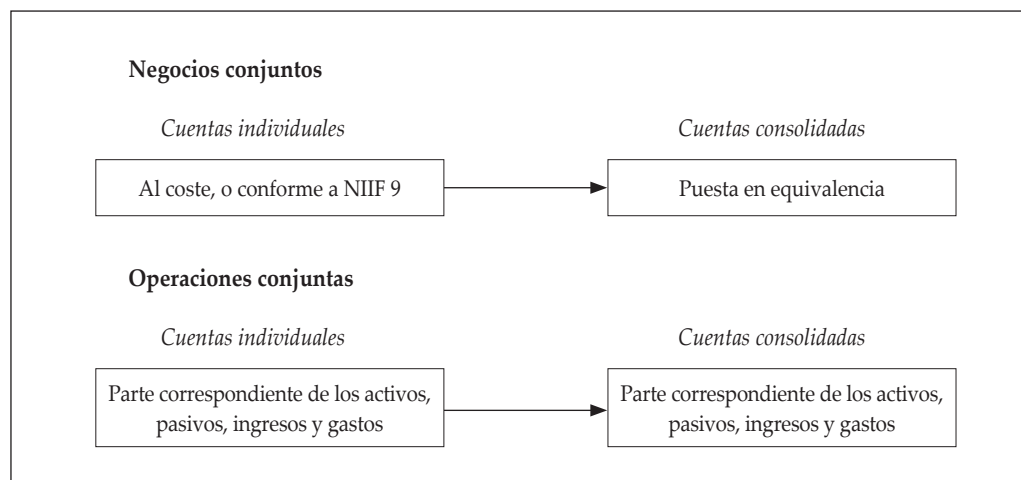 Negocios conjuntos
Cuentas individuales
Cuentas consolidadas
Al coste, o conforme a NIIF 9
Puesta en equivalencia
Operaciones conjuntas
Cuentas individuales
Cuentas consolidadas
Parte correspondiente de los activos,
pasivos, ingresos y gastos
Parte correspondiente de los activos,
pasivos, ingresos y gastos